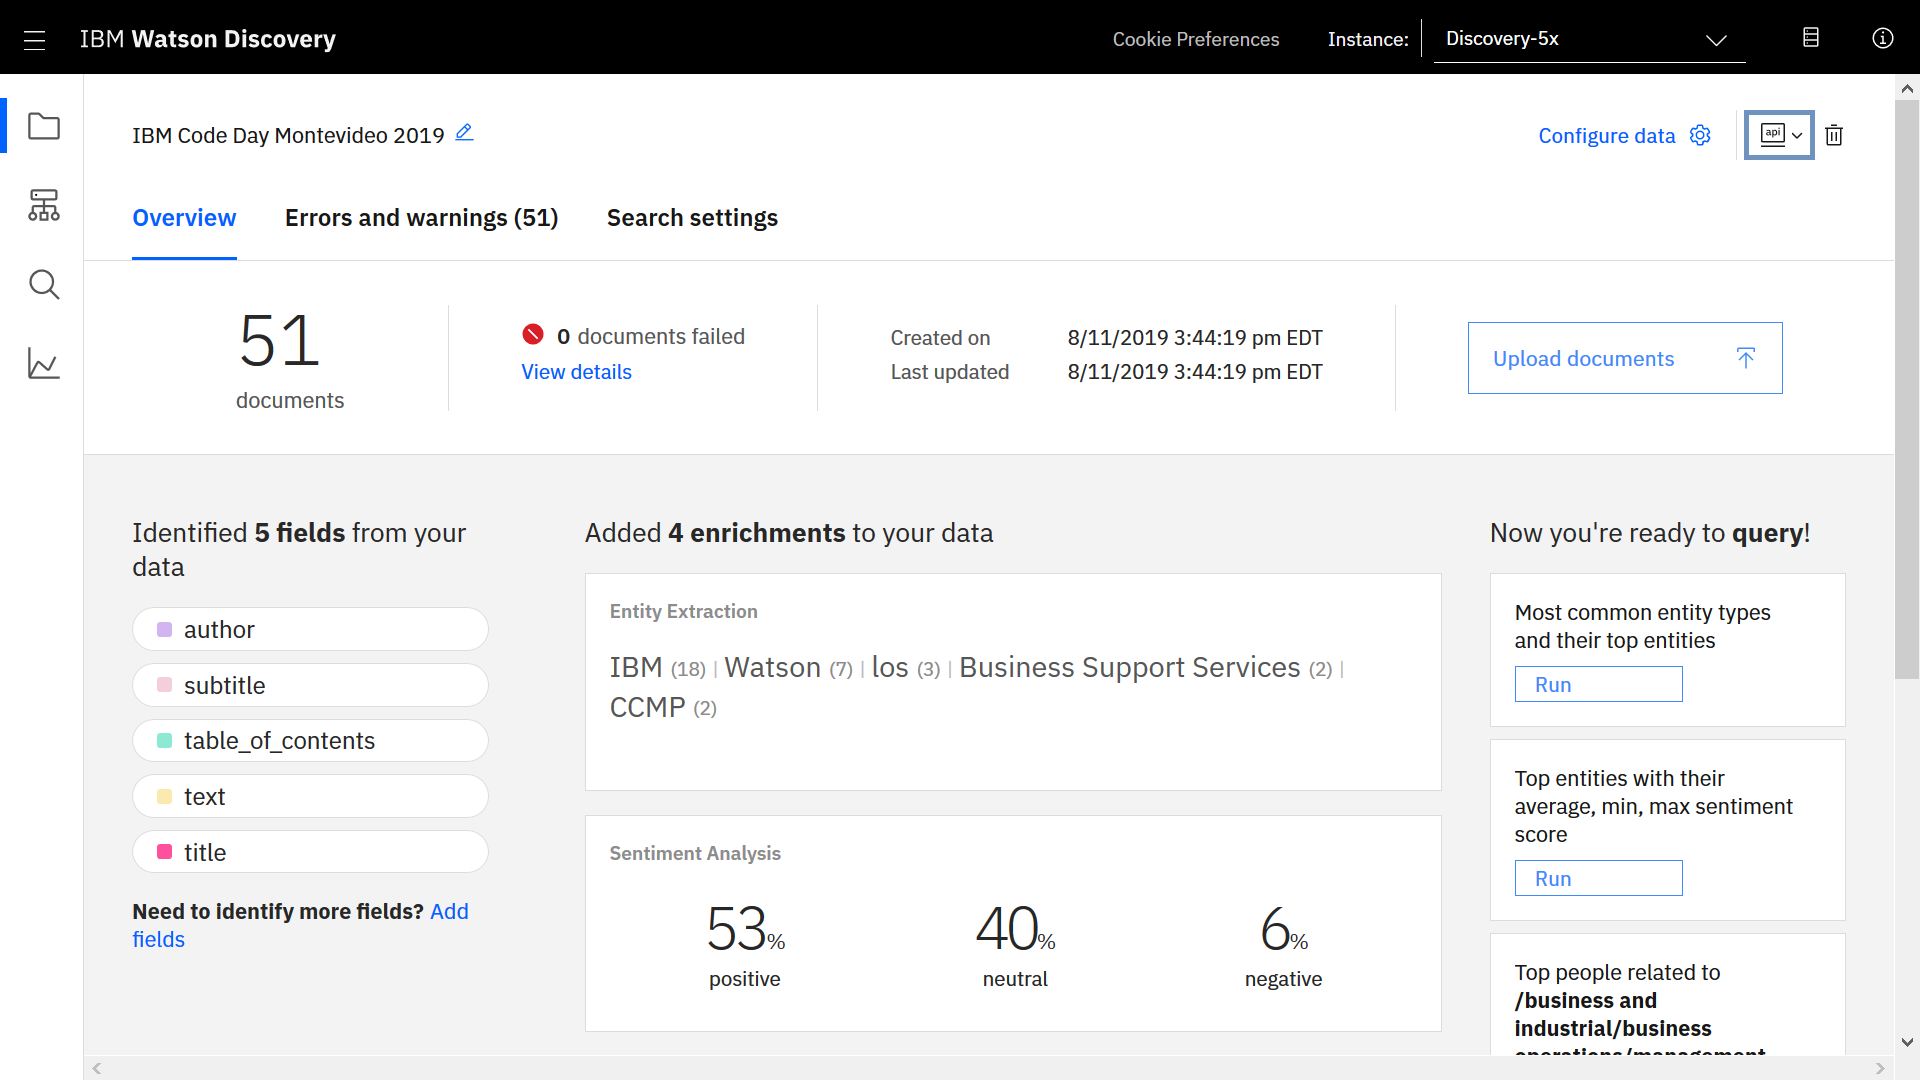 IBM Watson Discovery
Cookie Preferences
Instance:
Discovery-5x
IBM Code Day Montevideo 2019
Configure data
api
Overview
Errors and warnings (51)
Search settings
51
documents
0 documents failed
View details
Created on 8/11/2019 3:44:19 pm EDT
Last updated 8/11/2019 3:44:19 pm EDT
Upload documents
Identified 5 fields from your
data
author
subtitle
table_of_contents
text
title
Need to identify more fields? Add
fields
Added 4 enrichments to your data
Entity Extraction
IBM (18) | Watson (7) | los (3) | Business Support Services (2) |
CCMP (2)
Sentiment Analysis
53%
positive
40%
neutral
6%
negative
Now you're ready to query!
Most common entity types
and their top entities
Run
Top entities with their
average, min, max sentiment
score
Run
Top people related to
/business and
industrial/business
operations/management